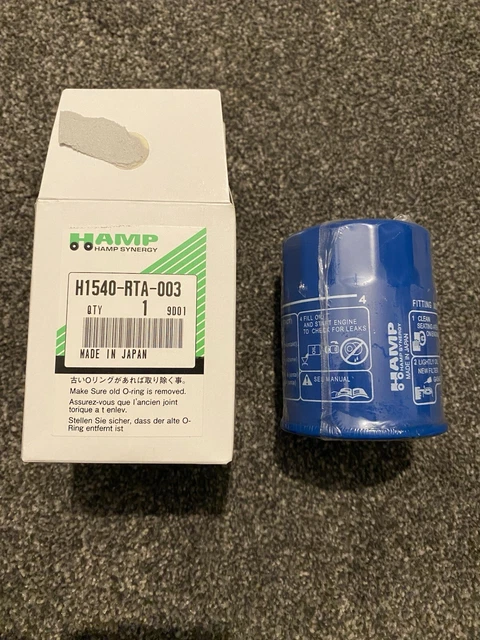 HAMP
HAMP SYNERGY
H1540-RTA-003
QTY 1 9D01
MADE IN JAPAN
古いOリングがあれば取り除く事。
Make Sure old O-ring is removed.
Assurez-vous que l'ancien joint
torique a t enlev.
Stellen Sie sicher, dass der alte O-
Ring entfernt ist
4
4 FILL OIL
AND START ENGINE
TO CHECK FOR LEAKS
SEE MANUAL
HAMP
HAMP SYNERGY
MADE IN JAPAN
FITTING
1 CLEAN
SEATING
2 LIGHTLY
NEW FILTER